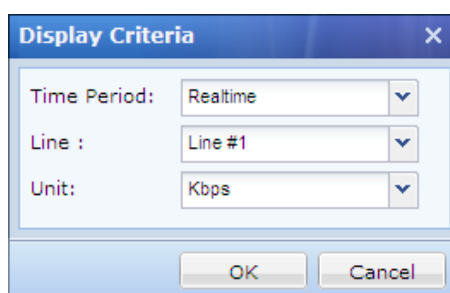 Display Criteria
Time Period: Realtime
Line : Line #1
Unit: Kbps
OK Cancel